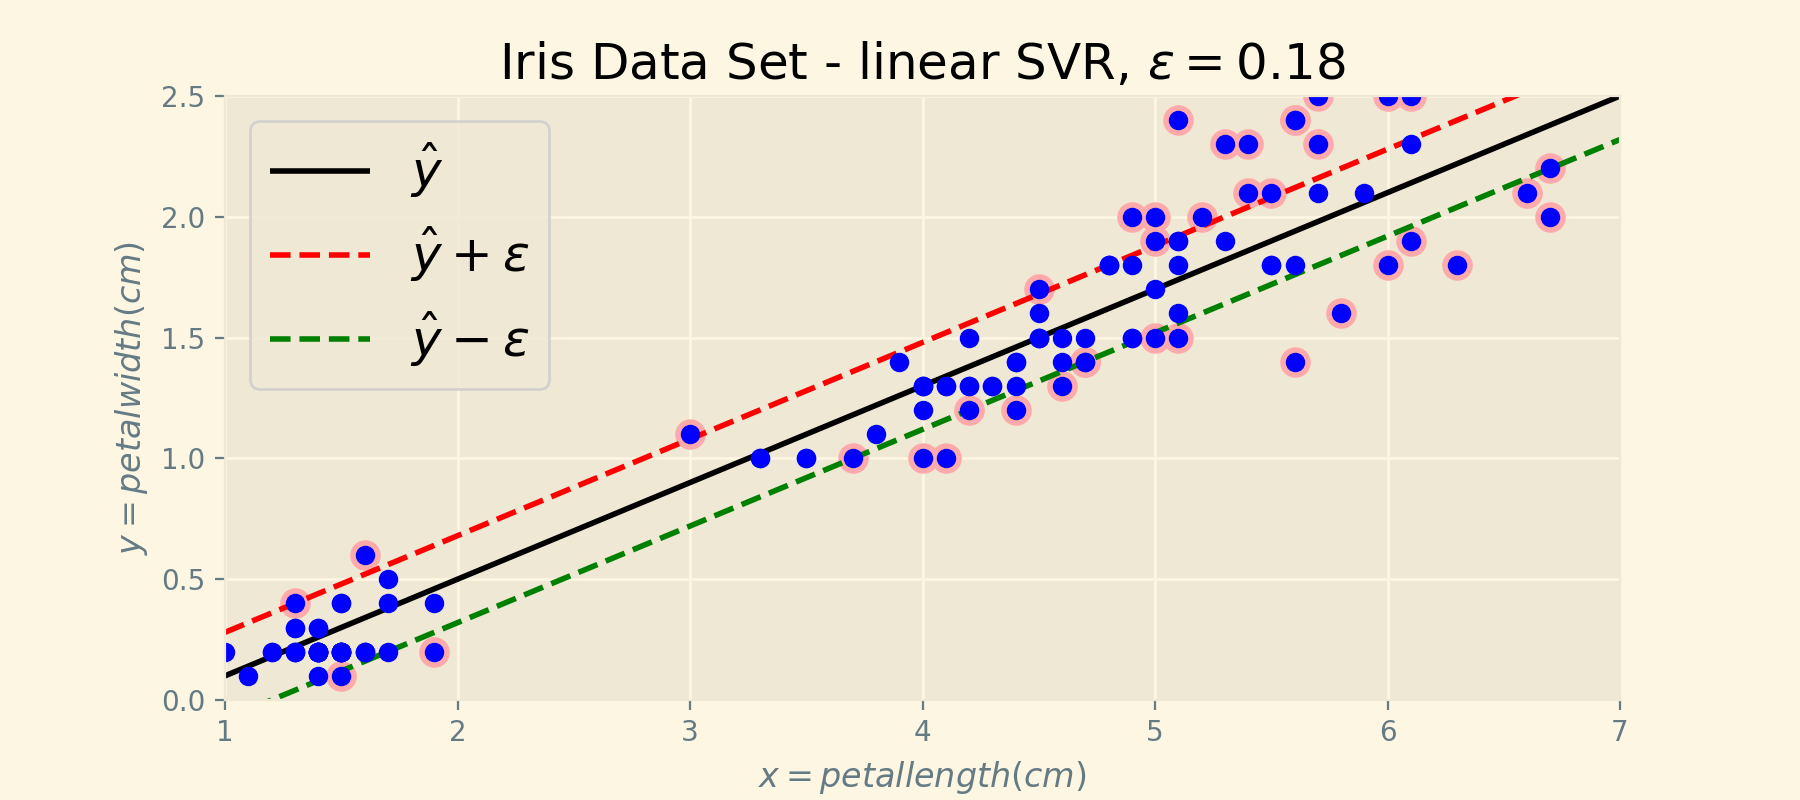 Iris Data Set - linear SVR, ε = 0.18
2.5
2.0
1.5
1.0
0.5
0.0
y = petalwidth(cm)
ŷ
ŷ + ε
ŷ − ε
1 2 3 4 5 6 7
x = petallength(cm)